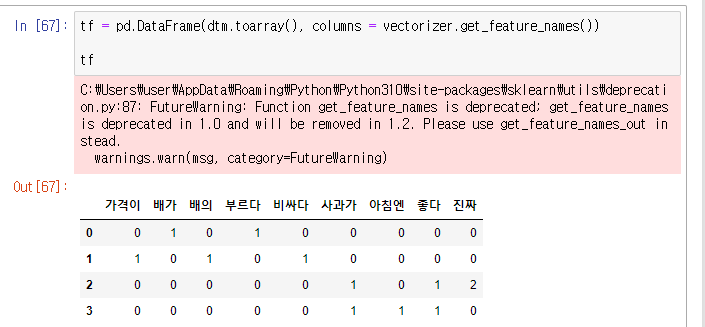 In [67]: tf = pd.DataFrame(dtm.toarray(), columns = vectorizer.get_feature_names())
tf
C:₩Users₩user₩AppData₩Roaming₩Python₩Python310₩site-packages₩sklearn₩utils₩deprecati
on.py:87: FutureWarning: Function get_feature_names is deprecated; get_feature_names
is deprecated in 1.0 and will be removed in 1.2. Please use get_feature_names_out in
stead.
warnings.warn(msg, category=FutureWarning)
Out[67]:
가격이 배가 배의 부르다 비싸다 사과가 아침엔 좋다 진짜
0 0 1 0 1 0 0 0 0 0
1 1 0 1 0 1 0 0 0 0
2 0 0 0 0 0 1 0 1 2
3 0 0 0 0 0 1 1 1 0